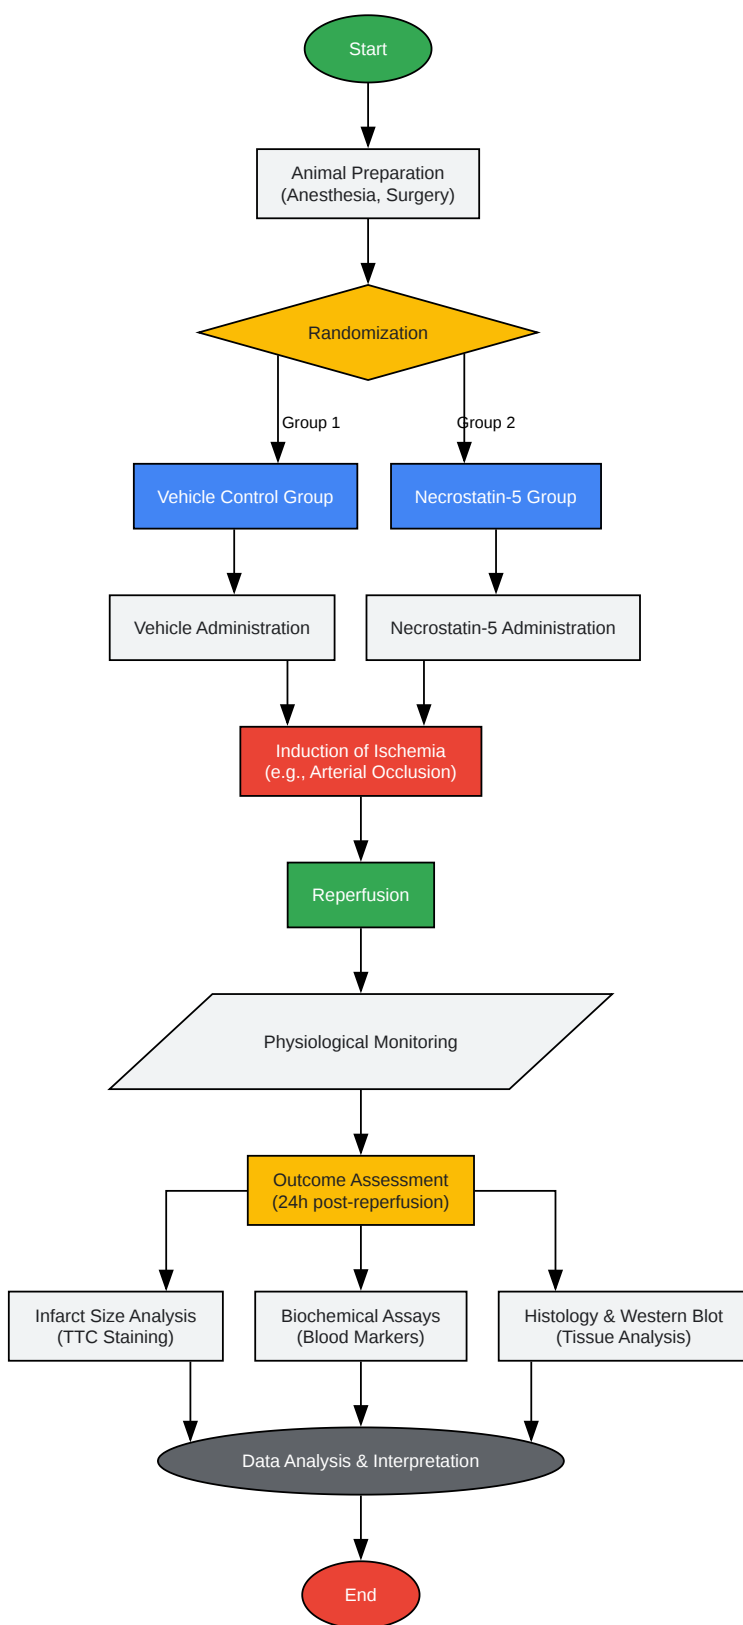 Start
Animal Preparation
(Anesthesia, Surgery)
Randomization
Group 1
Group 2
Vehicle Control Group
Necrostatin-5 Group
Vehicle Administration
Necrostatin-5 Administration
Induction of Ischemia
(e.g., Arterial Occlusion)
Reperfusion
Physiological Monitoring
Outcome Assessment
(24h post-reperfusion)
Infarct Size Analysis
(TTC Staining)
Biochemical Assays
(Blood Markers)
Histology & Western Blot
(Tissue Analysis)
Data Analysis & Interpretation
End